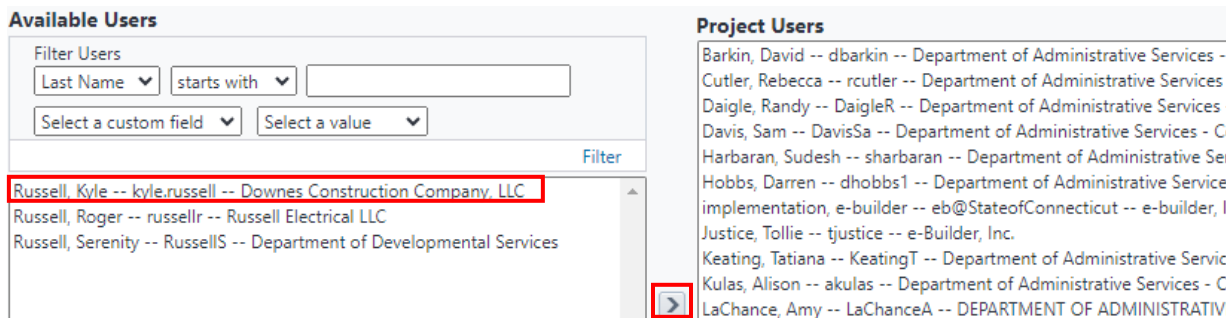 Available Users
Filter Users
Last Name starts with
Select a custom field Select a value
Filter
Russell, Kyle -- kyle.russell -- Downes Construction Company, LLC
Russell, Roger -- russellr -- Russell Electrical LLC
Russell, Serenity -- RussellS -- Department of Developmental Services
Project Users
Barkin, David -- dbarkin -- Department of Administrative Services -
Cutler, Rebecca -- rcutler -- Department of Administrative Services
Daigle, Randy -- DaigleR -- Department of Administrative Services
Davis, Sam -- DavisSa -- Department of Administrative Services - C
Harbaran, Sudesh -- sharbaran -- Department of Administrative Ser
Hobbs, Darren -- dhobbs1 -- Department of Administrative Service
implementation, e-builder -- eb@StateofConnecticut -- e-builder, I
Justice, Tollie -- tjustice -- e-Builder, Inc.
Keating, Tatiana -- KeatingT -- Department of Administrative Servic
Kulas, Alison -- akulas -- Department of Administrative Services - C
LaChance, Amy -- LaChanceA -- DEPARTMENT OF ADMINISTRATIV